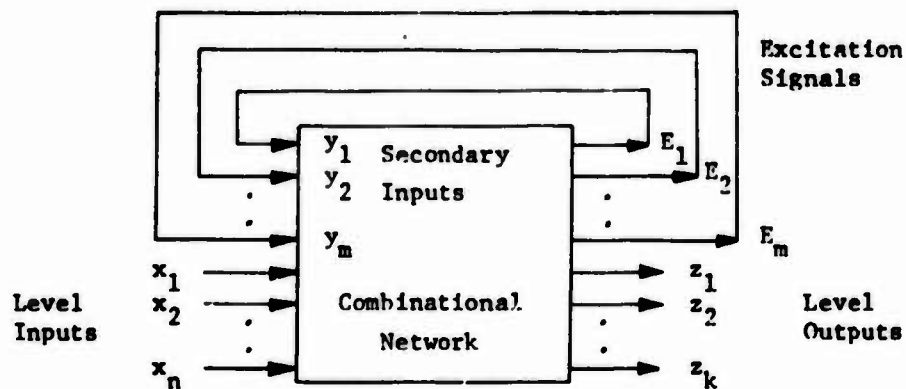 Excitation
Signals
y1 Secondary E1
y2 Inputs E2
ym Em
x1 z1
Level x2 Combinational z2 Level
Inputs Network Outputs
xn zk